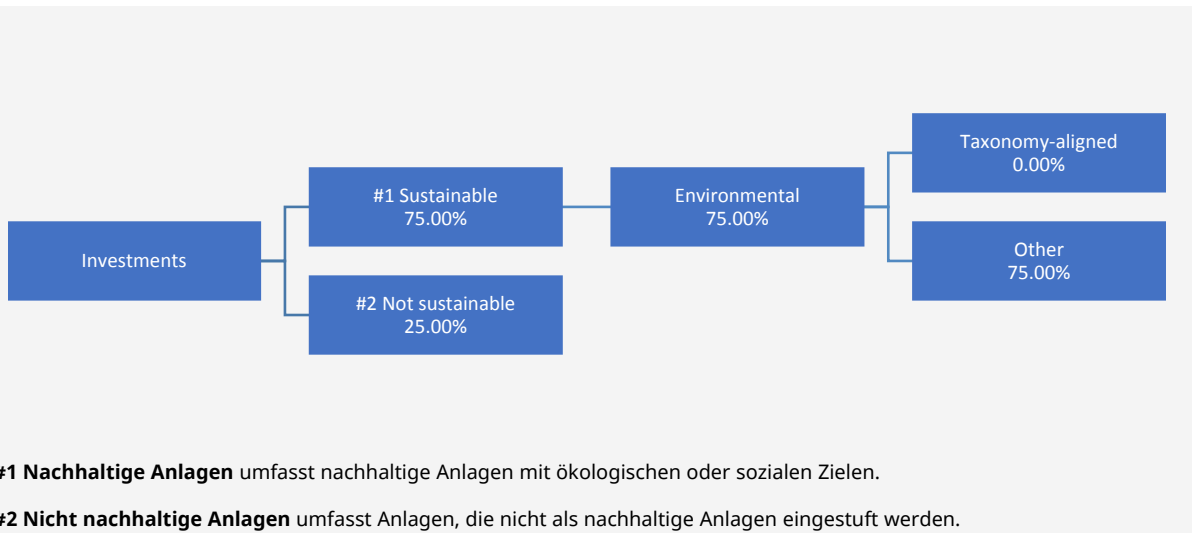 Taxonomy-aligned
0.00%
#1 Sustainable
75.00%
Environmental
75.00%
Investments
Other
75.00%
#2 Not sustainable
25.00%
#1 Nachhaltige Anlagen umfasst nachhaltige Anlagen mit ökologischen oder sozialen Zielen.
#2 Nicht nachhaltige Anlagen umfasst Anlagen, die nicht als nachhaltige Anlagen eingestuft werden.